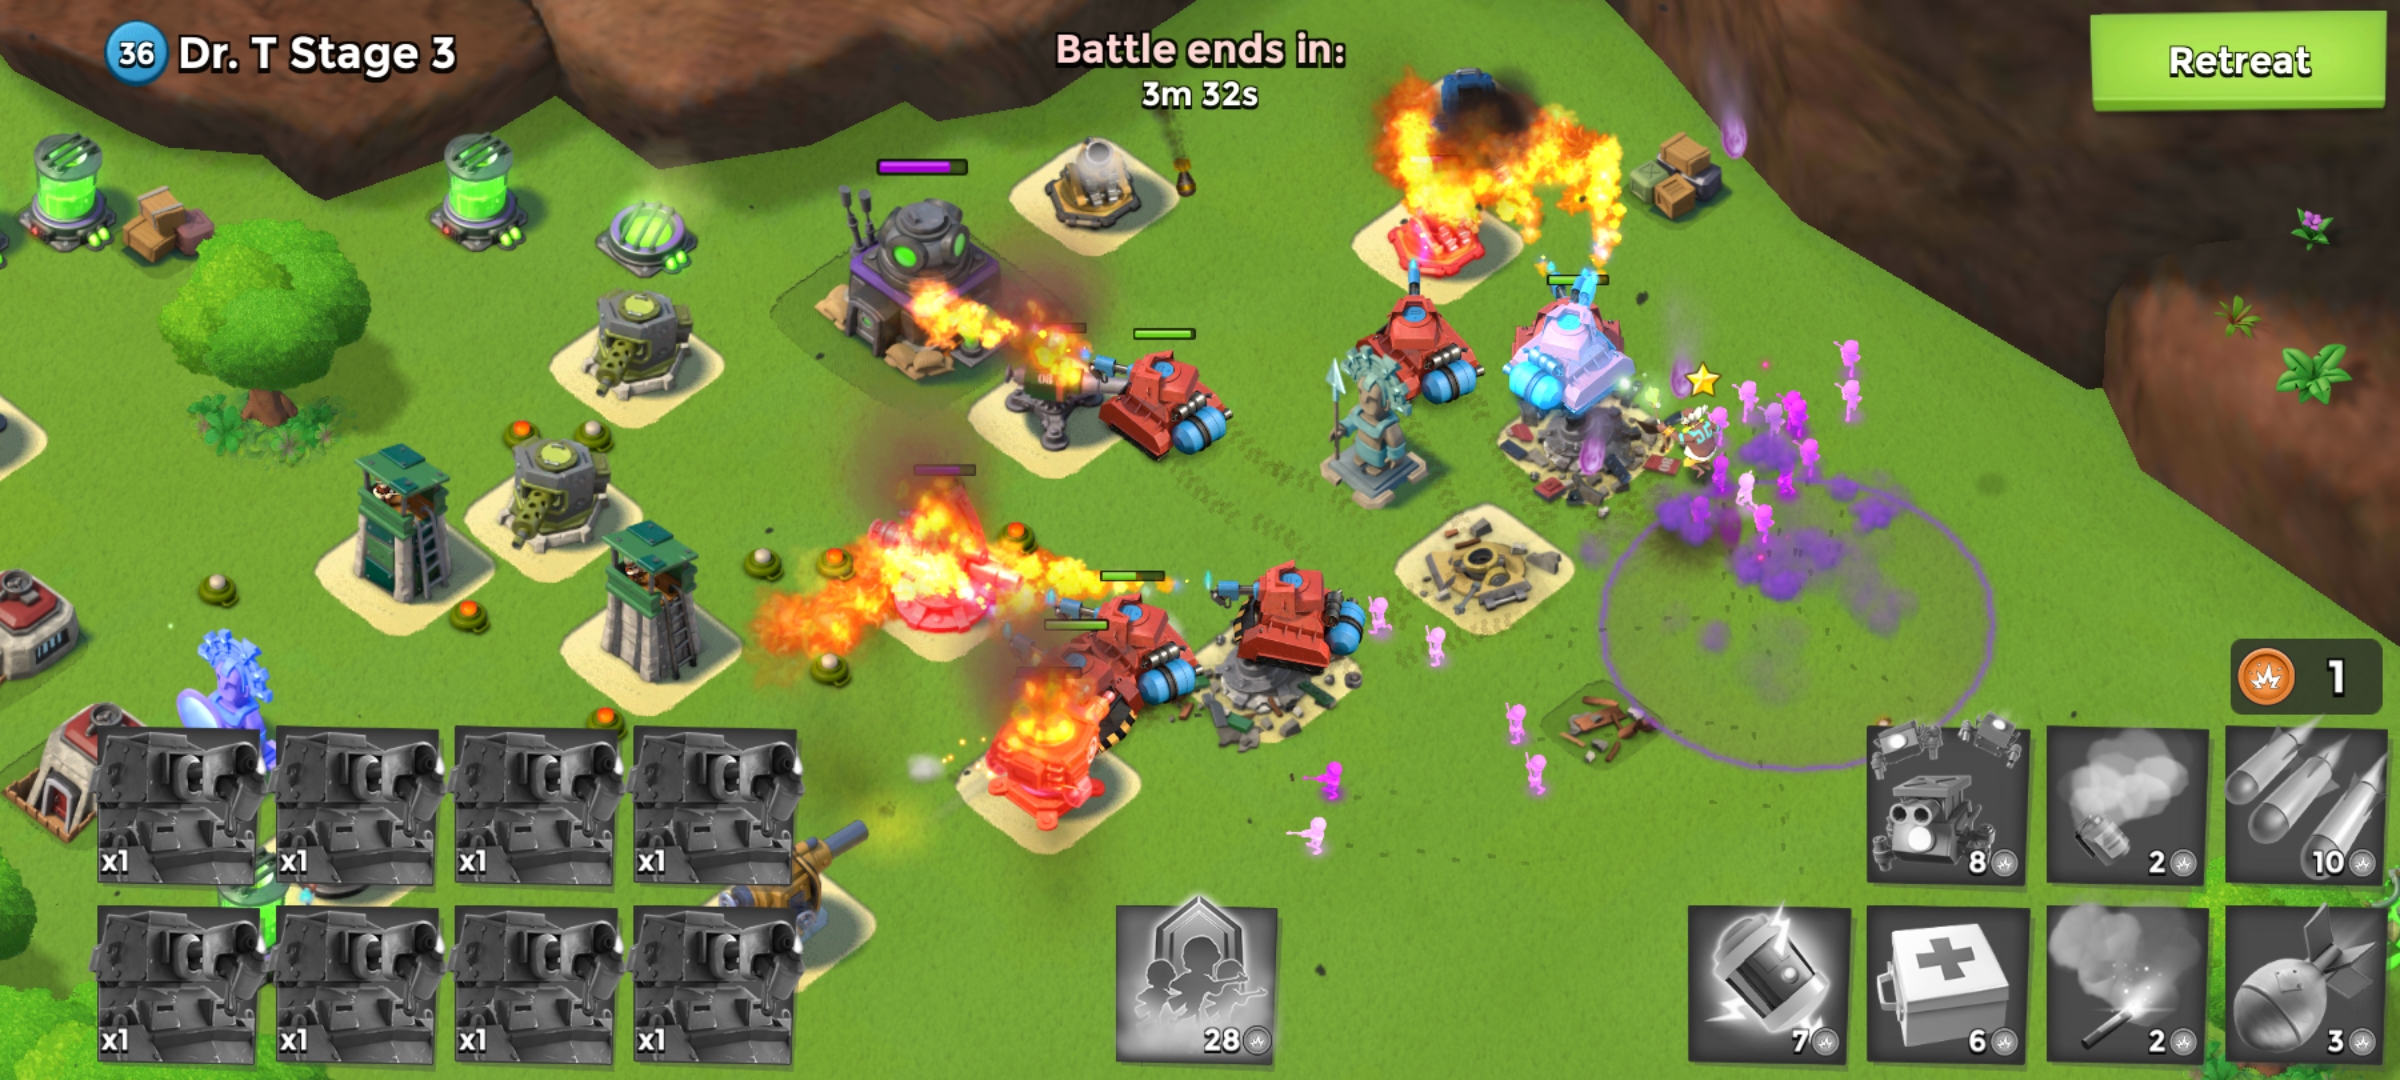 36 Dr. T Stage 3
Battle ends in:
3m 32s
Retreat
1
x1 x1 x1 x1
8 2 10
x1 x1 x1 x1
28
7 6 2 3